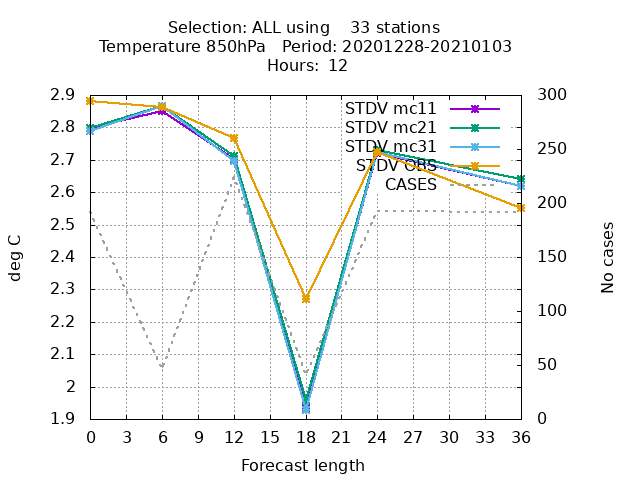 Selection: ALL using    33 stations
Temperature 850hPa   Period: 20201228-20210103
Hours: 12
2.9
2.8
2.7
2.6
2.5
2.4
2.3
2.2
2.1
2
1.9
deg C
STDV mc11
STDV mc21
STDV mc31
STDV OBS
CASES
300
250
200
150
100
50
0
No cases
0 3 6 9 12 15 18 21 24 27 30 33 36
Forecast length